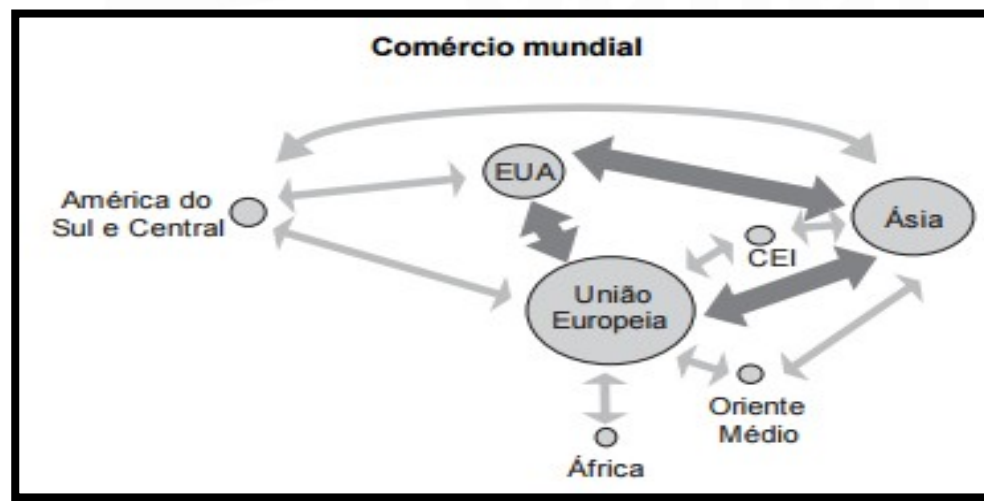 Comércio mundial
América do
Sul e Central
EUA
Ásia
CEI
União
Europeia
Oriente
Médio
África